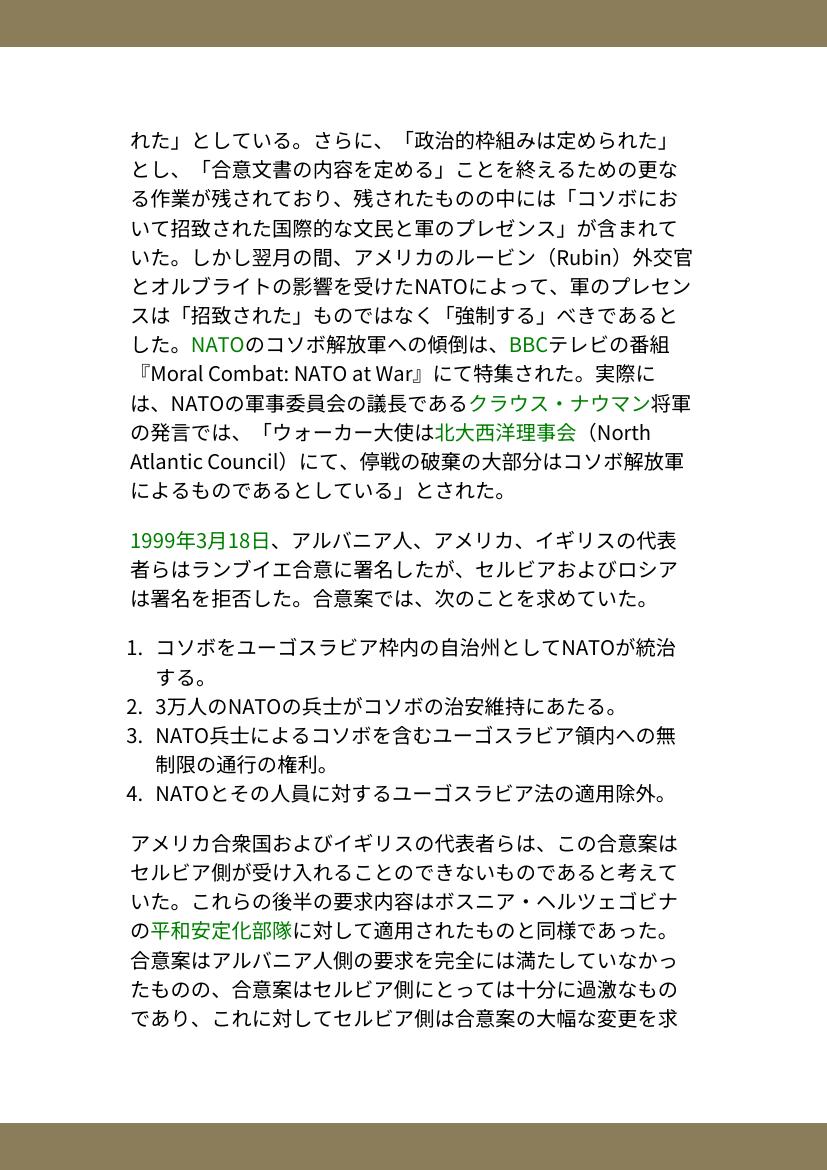 れた」としている。さらに、「政治的枠組みは定められた」
とし、「合意文書の内容を定める」ことを終えるための更な
る作業が残されており、残されたものの中には「コソボにお
いて招致された国際的な文民と軍のプレゼンス」が含まれて
いた。しかし翌月の間、アメリカのルービン（Rubin）外交官
とオルブライトの影響を受けたNATOによって、軍のプレセン
スは「招致された」ものではなく「強制する」べきであると
した。NATOのコソボ解放軍への傾倒は、BBCテレビの番組
『Moral Combat: NATO at War』にて特集された。実際に
は、NATOの軍事委員会の議長であるクラウス・ナウマン将軍
の発言では、「ウォーカー大使は北大西洋理事会（North
Atlantic Council）にて、停戦の破棄の大部分はコソボ解放軍
によるものであるとしている」とされた。
1999年3月18日、アルバニア人、アメリカ、イギリスの代表
者らはランブイエ合意に署名したが、セルビアおよびロシア
は署名を拒否した。合意案では、次のことを求めていた。
1. コソボをユーゴスラビア枠内の自治州としてNATOが統治
する。
2. 3万人のNATOの兵士がコソボの治安維持にあたる。
3. NATO兵士によるコソボを含むユーゴスラビア領内への無
制限の通行の権利。
4. NATOとその人員に対するユーゴスラビア法の適用除外。
アメリカ合衆国およびイギリスの代表者らは、この合意案は
セルビア側が受け入れることのできないものであると考えて
いた。これらの後半の要求内容はボスニア・ヘルツェゴビナ
の平和安定化部隊に対して適用されたものと同様であった。
合意案はアルバニア人側の要求を完全には満たしていなかっ
たものの、合意案はセルビア側にとっては十分に過激なもの
であり、これに対してセルビア側は合意案の大幅な変更を求